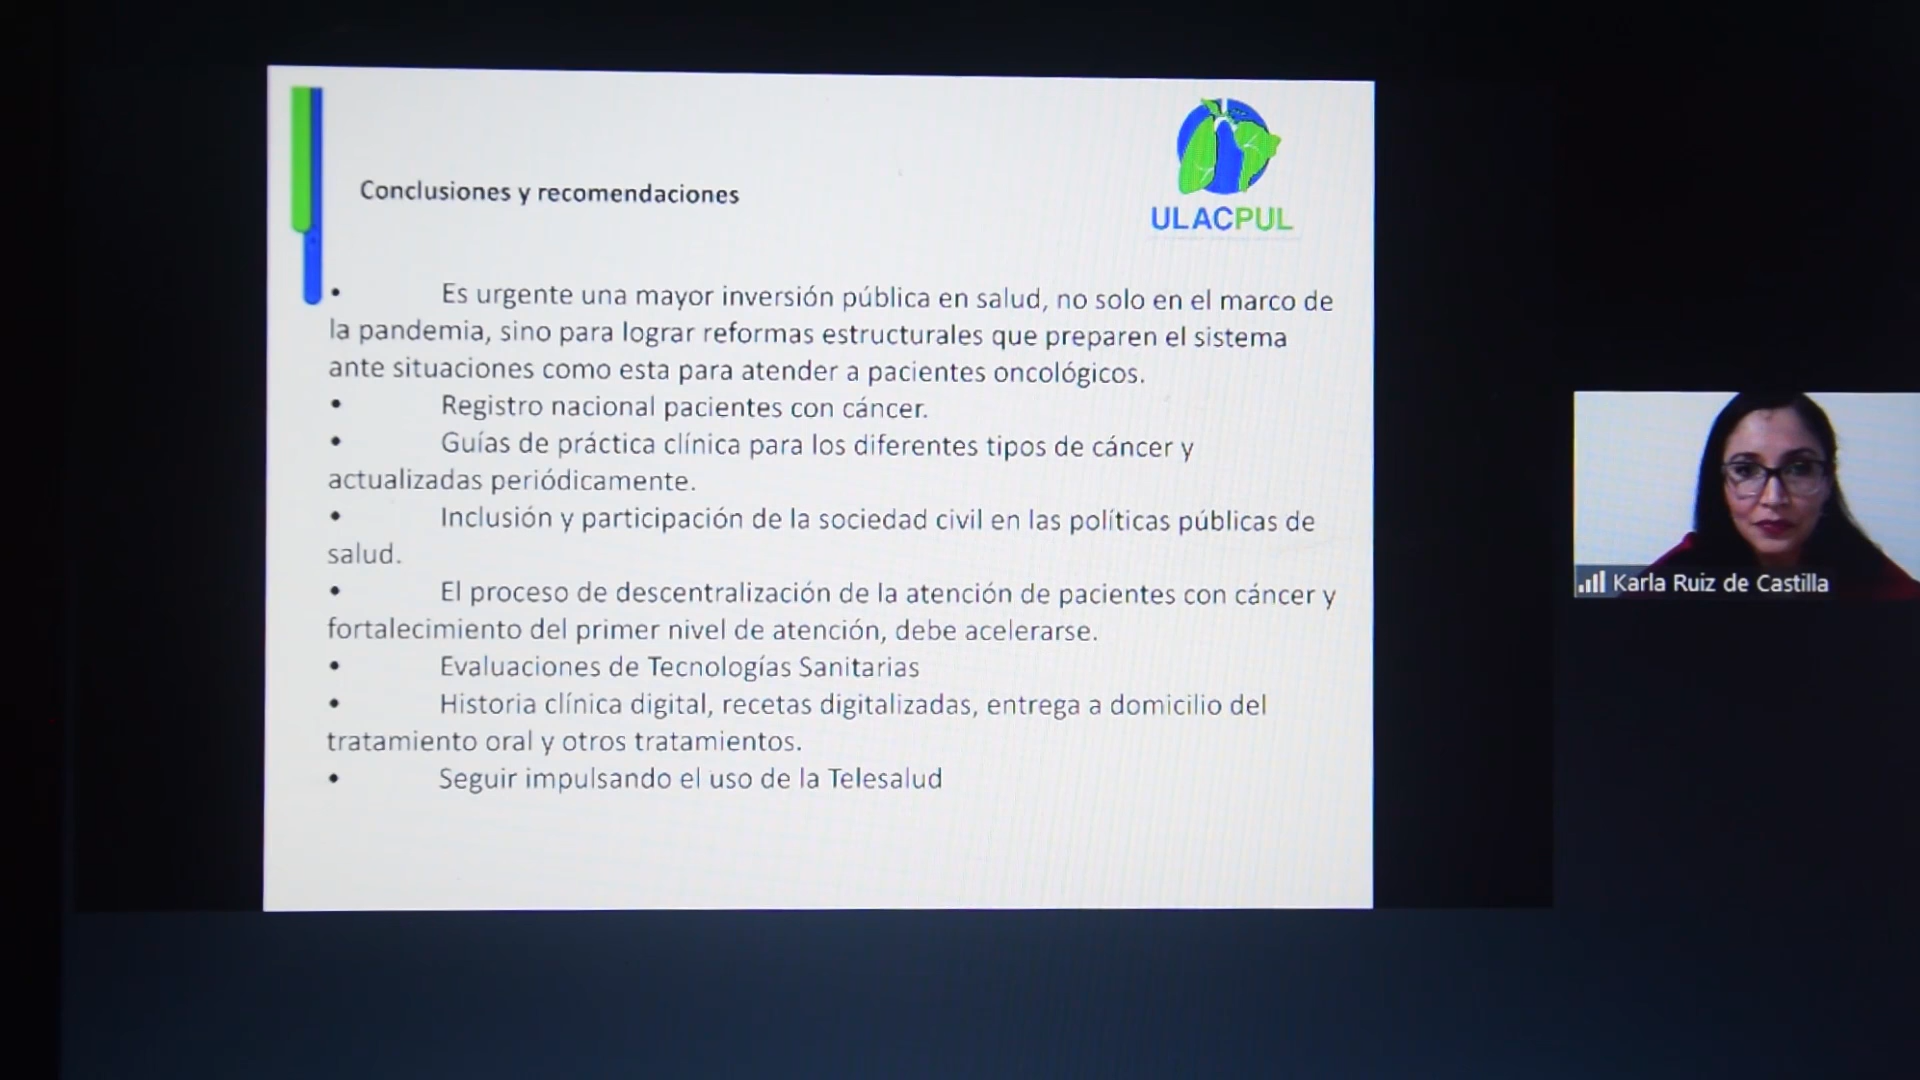 ULACPUL
Conclusiones y recomendaciones
• Es urgente una mayor inversión pública en salud, no solo en el marco de
la pandemia, sino para lograr reformas estructurales que preparen el sistema
ante situaciones como esta para atender a pacientes oncológicos.
• Registro nacional pacientes con cáncer.
• Guías de práctica clínica para los diferentes tipos de cáncer y
actualizadas periódicamente.
• Inclusión y participación de la sociedad civil en las políticas públicas de
salud.
• El proceso de descentralización de la atención de pacientes con cáncer y
fortalecimiento del primer nivel de atención, debe acelerarse.
• Evaluaciones de Tecnologías Sanitarias
• Historia clínica digital, recetas digitalizadas, entrega a domicilio del
tratamiento oral y otros tratamientos.
• Seguir impulsando el uso de la Telesalud
Karla Ruiz de Castilla